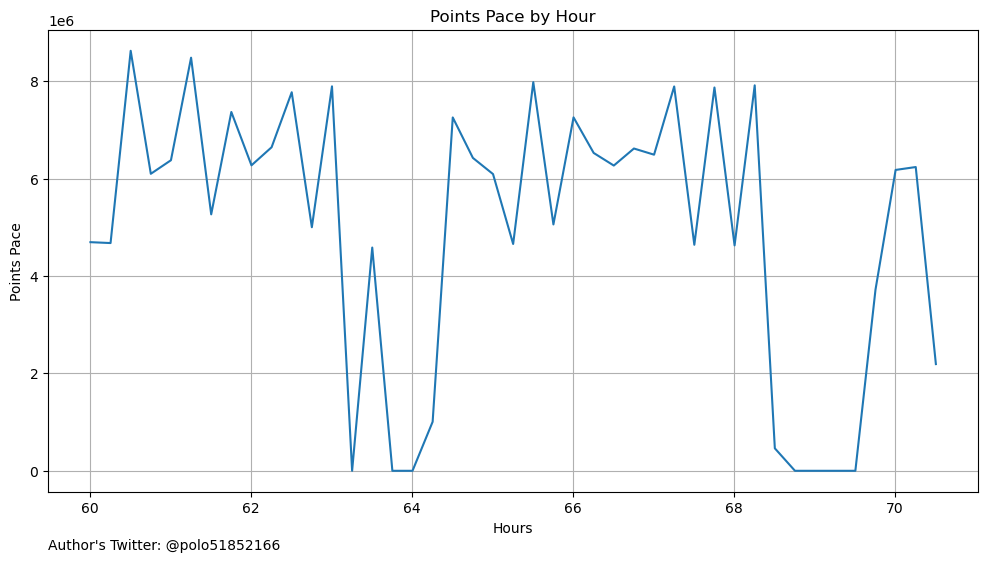 Points Pace by Hour
1e6
8
6
4
2
0
Points Pace
60 62 64 66 68 70
Hours
Author's Twitter: @polo51852166